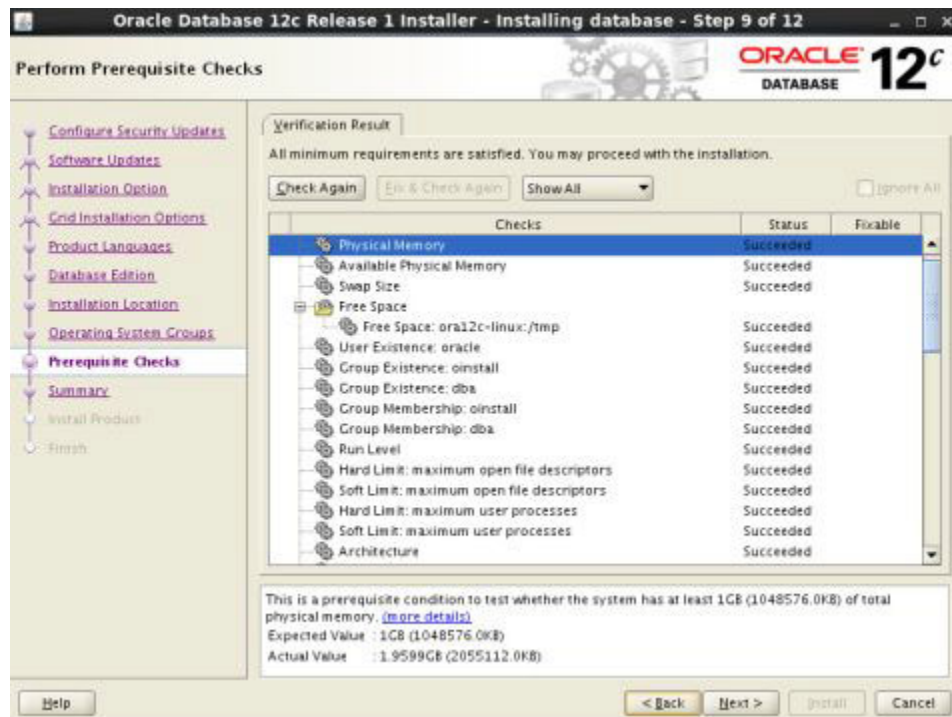 Oracle Database 12c Release 1 Installer - Installing database - Step 9 of 12
Perform Prerequisite Checks
ORACLE
DATABASE
12c
Configure Security Updates
Software Updates
Installation Option
Grid Installation Options
Product Languages
Database Edition
Installation Location
Operating System Groups
Prerequisite Checks
Summary
Install Product
Finish
Verification Result
All minimum requirements are satisfied. You may proceed with the installation.
Check Again Fix & Check Again Show All Ignore All
Checks Status Fixable
Physical Memory Succeeded
Available Physical Memory Succeeded
Swap Size Succeeded
Free Space
Free Space: ora12c-linux:/tmp Succeeded
User Existence: oracle Succeeded
Group Existence: oinstall Succeeded
Group Existence: dba Succeeded
Group Membership: oinstall Succeeded
Group Membership: dba Succeeded
Run Level Succeeded
Hard Limit: maximum open file descriptors Succeeded
Soft Limit: maximum open file descriptors Succeeded
Hard Limit: maximum user processes Succeeded
Soft Limit: maximum user processes Succeeded
Architecture Succeeded
This is a prerequisite condition to test whether the system has at least 1GB (1048576.0KB) of total
physical memory. (more details)
Expected Value : 1GB (1048576.0KB)
Actual Value : 1.9599GB (2055112.0KB)
Help < Back Next > Install Cancel